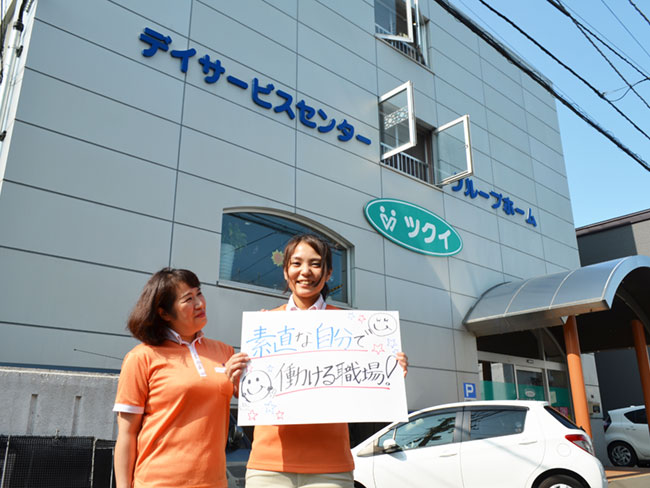 デイサービスセンター
グループホーム
ツクイ
素直な自分で
働ける職場!!
P